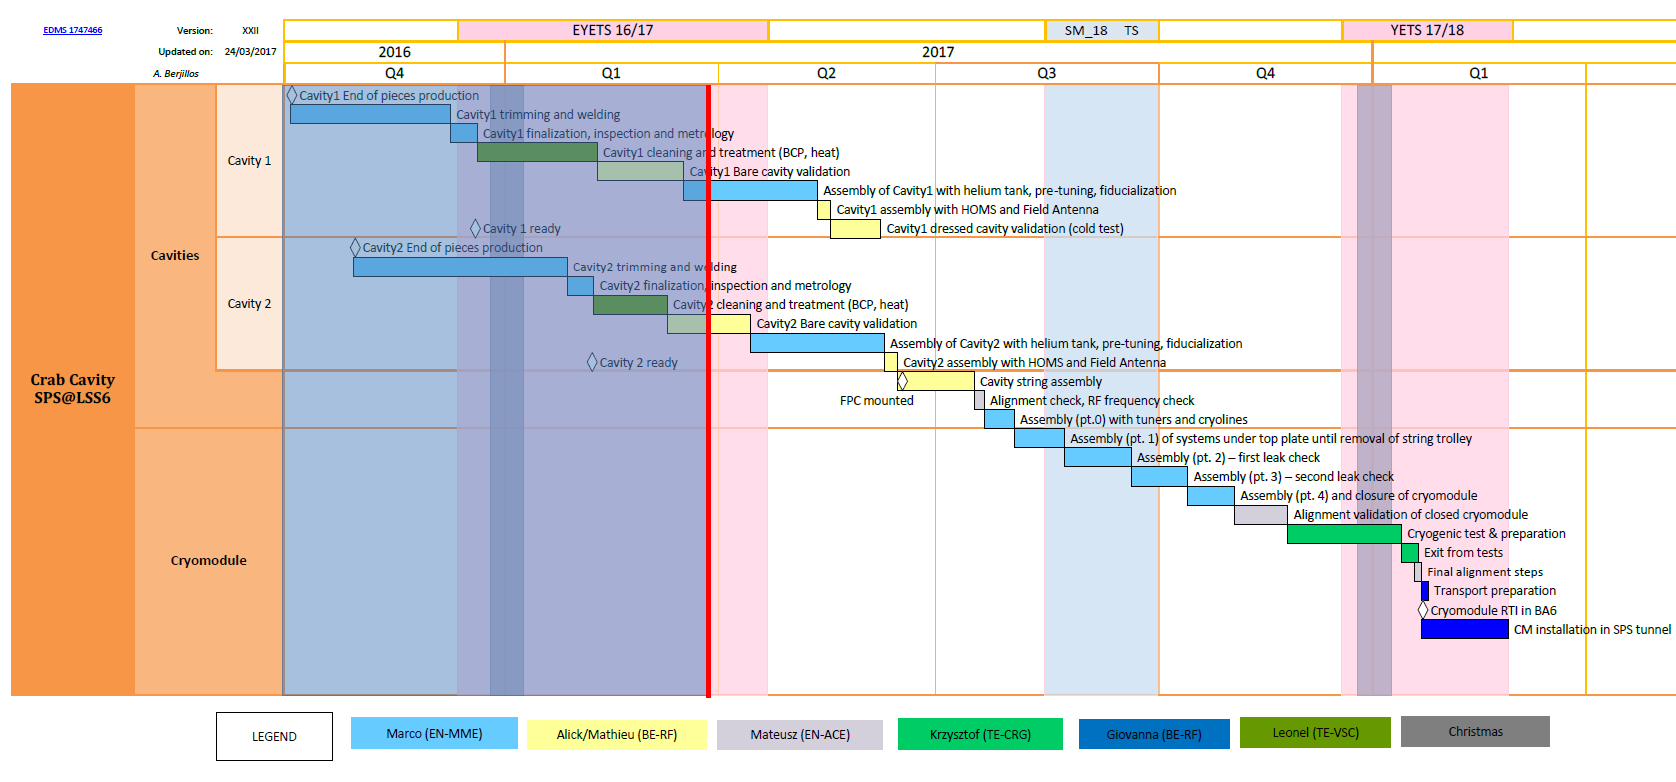 EDMS 1747466
Version: XXII
EYETS 16/17
SM_18 TS
YETS 17/18
Updated on: 24/03/2017
2016
2017
A. Berjillos
Q4
Q1
Q2
Q3
Q4
Q1
Cavity1 End of pieces production
Cavity1 trimming and welding
Cavity1 finalization, inspection and metrology
Cavity1 cleaning and treatment (BCP, heat)
Cavity 1
Cavity1 Bare cavity validation
Assembly of Cavity1 with helium tank, pre-tuning, fiducialization
Cavity1 assembly with HOMS and Field Antenna
Cavity 1 ready
Cavity1 dressed cavity validation (cold test)
Cavities
Cavity2 End of pieces production
Cavity2 trimming and welding
Cavity2 finalization, inspection and metrology
Cavity 2
Cavity2 cleaning and treatment (BCP, heat)
Cavity2 Bare cavity validation
Assembly of Cavity2 with helium tank, pre-tuning, fiducialization
Cavity 2 ready
Cavity2 assembly with HOMS and Field Antenna
Crab Cavity
SPS@LSS6
Cavity string assembly
FPC mounted
Alignment check, RF frequency check
Assembly (pt.0) with tuners and cryolines
Assembly (pt. 1) of systems under top plate until removal of string trolley
Assembly (pt. 2) – first leak check
Assembly (pt. 3) – second leak check
Assembly (pt. 4) and closure of cryomodule
Alignment validation of closed cryomodule
Cryogenic test & preparation
Cryomodule
Exit from tests
Final alignment steps
Transport preparation
Cryomodule RTI in BA6
CM installation in SPS tunnel
LEGEND
Marco (EN-MME)
Alick/Mathieu (BE-RF)
Mateusz (EN-ACE)
Krzysztof (TE-CRG)
Giovanna (BE-RF)
Leonel (TE-VSC)
Christmas